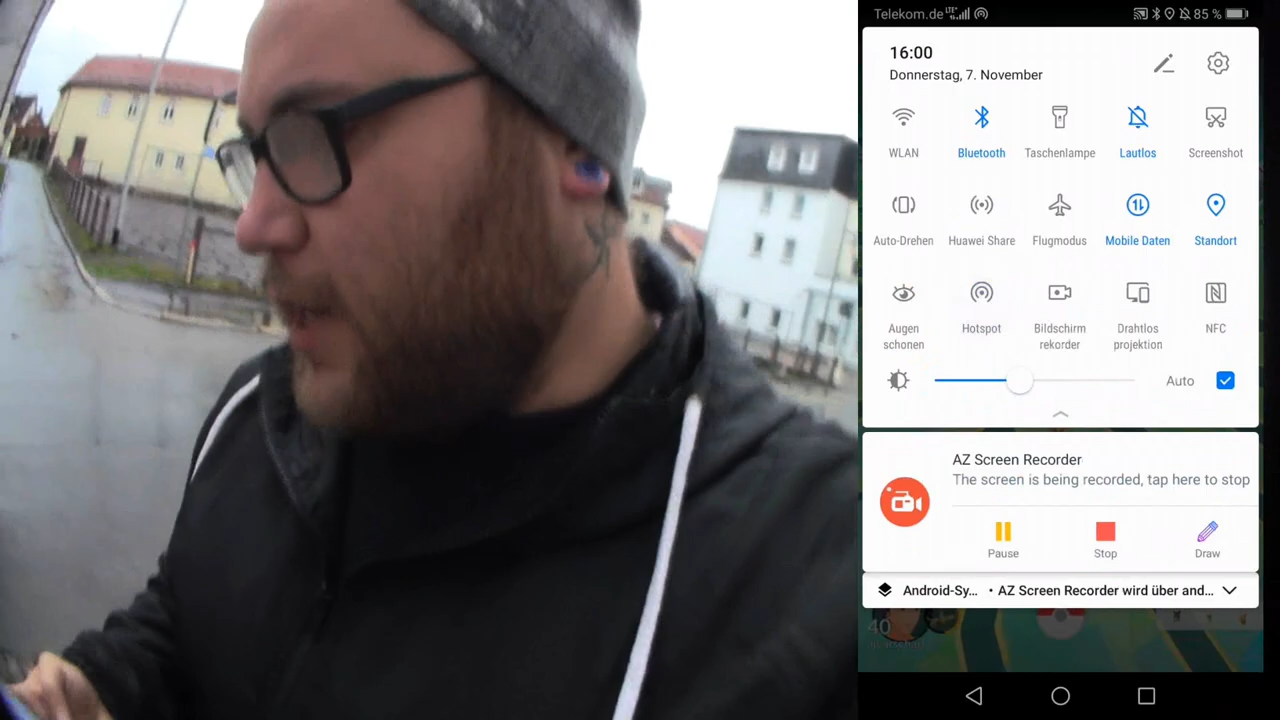 Telekom.de LTE+ 85 %
16:00
Donnerstag, 7. November
WLAN
Bluetooth
Taschenlampe
Lautlos
Screenshot
Auto-Drehen
Huawei Share
Flugmodus
Mobile Daten
Standort
Augen schonen
Hotspot
Bildschirm rekorder
Drahtlos projektion
NFC
Auto
AZ Screen Recorder
The screen is being recorded, tap here to stop
Pause
Stop
Draw
Android-Sy... • AZ Screen Recorder wird über and...
40